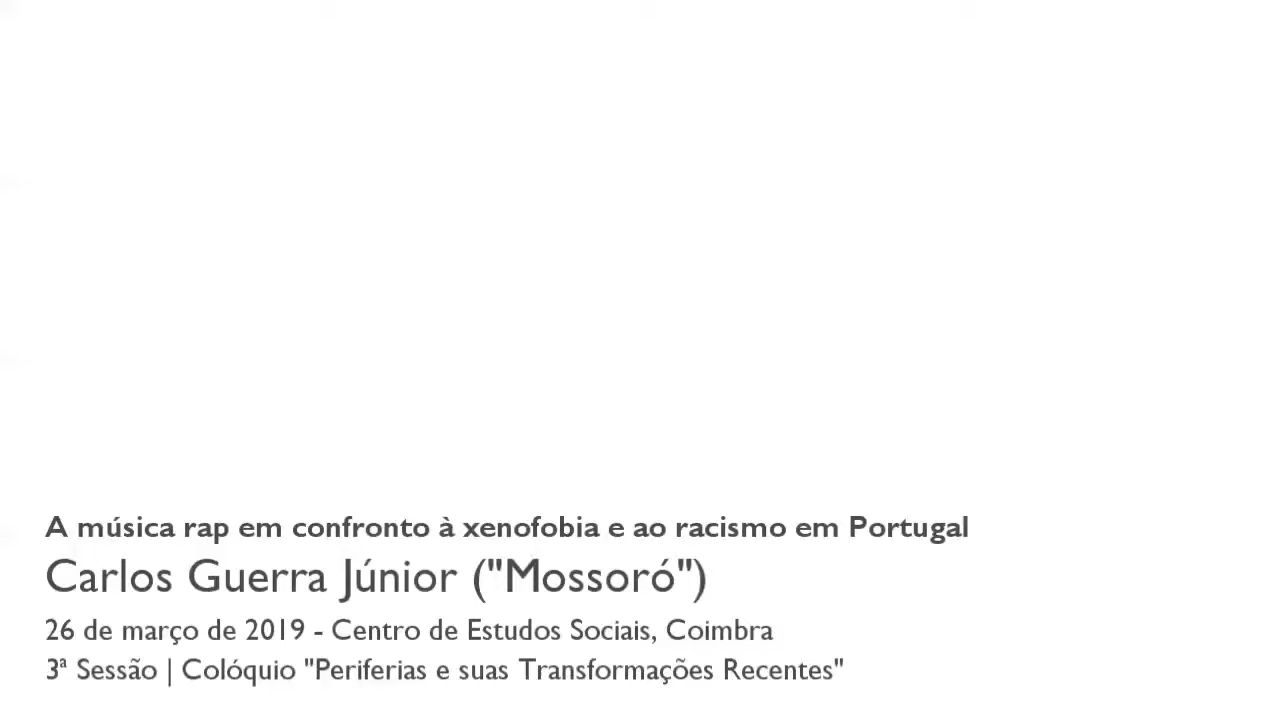 A música rap em confronto à xenofobia e ao racismo em Portugal
Carlos Guerra Júnior ("Mossoró")
26 de março de 2019 - Centro de Estudos Sociais, Coimbra
3ª Sessão | Colóquio "Periferias e suas Transformações Recentes"